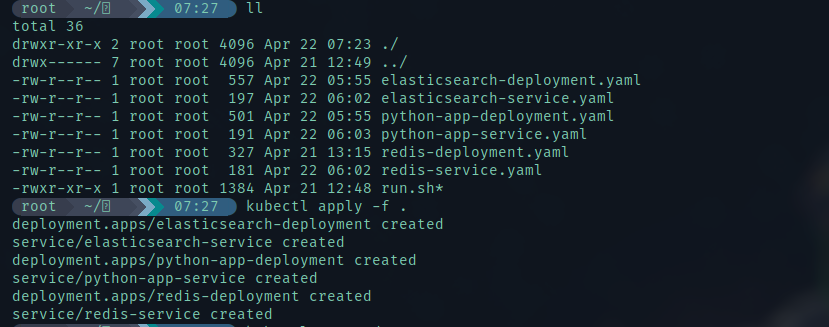 root ~/ 07:27 ll
total 36
drwxr-xr-x 2 root root 4096 Apr 22 07:23 ./
drwx------ 7 root root 4096 Apr 21 12:49 ../
-rw-r--r-- 1 root root  557 Apr 22 05:55 elasticsearch-deployment.yaml
-rw-r--r-- 1 root root  197 Apr 22 06:02 elasticsearch-service.yaml
-rw-r--r-- 1 root root  501 Apr 22 05:55 python-app-deployment.yaml
-rw-r--r-- 1 root root  191 Apr 22 06:03 python-app-service.yaml
-rw-r--r-- 1 root root  327 Apr 21 13:15 redis-deployment.yaml
-rw-r--r-- 1 root root  181 Apr 22 06:02 redis-service.yaml
-rwxr-xr-x 1 root root 1384 Apr 21 12:48 run.sh*
root ~/ 07:27 kubectl apply -f .
deployment.apps/elasticsearch-deployment created
service/elasticsearch-service created
deployment.apps/python-app-deployment created
service/python-app-service created
deployment.apps/redis-deployment created
service/redis-service created